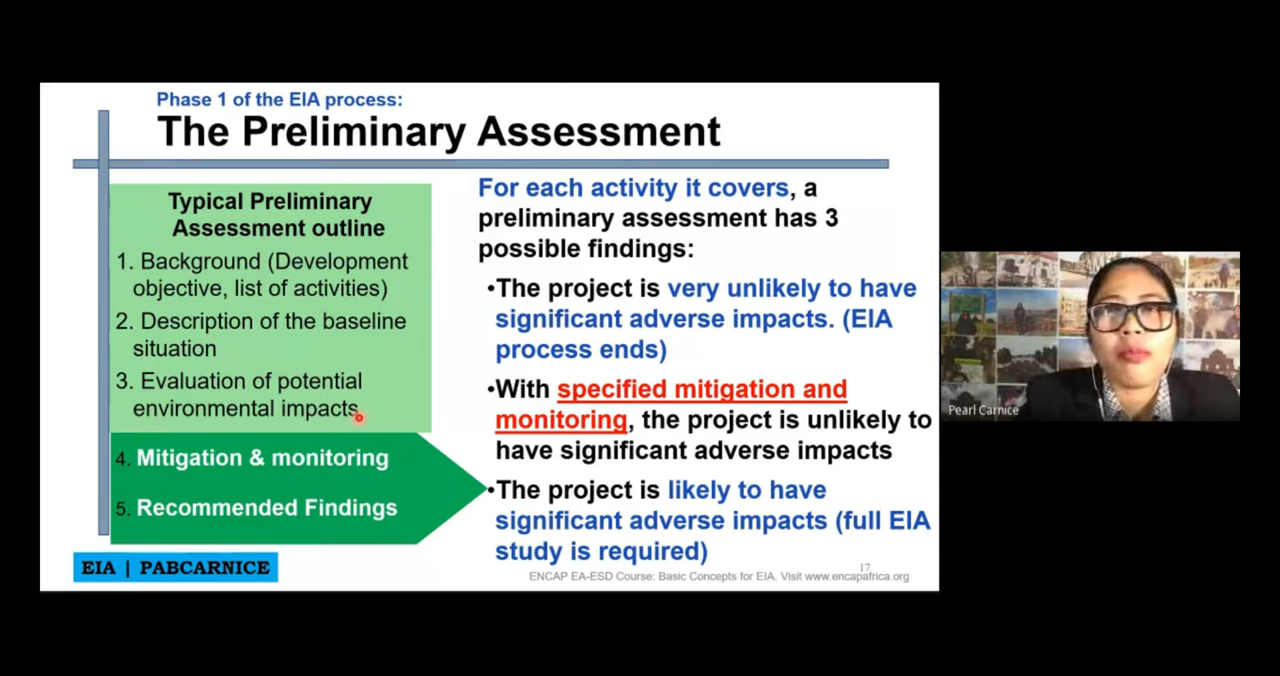 Phase 1 of the EIA process:
The Preliminary Assessment
Typical Preliminary
Assessment outline
1. Background (Development
objective, list of activities)
2. Description of the baseline
situation
3. Evaluation of potential
environmental impacts
4. Mitigation & monitoring
5. Recommended Findings
For each activity it covers, a
preliminary assessment has 3
possible findings:
•The project is very unlikely to have
significant adverse impacts. (EIA
process ends)
•With specified mitigation and
monitoring, the project is unlikely to
have significant adverse impacts
•The project is likely to have
significant adverse impacts (full EIA
study is required)
EIA | PABCARNICE
17
ENCAP EA-ESD Course: Basic Concepts for EIA. Visit www.encapafrica.org
Pearl Carnice